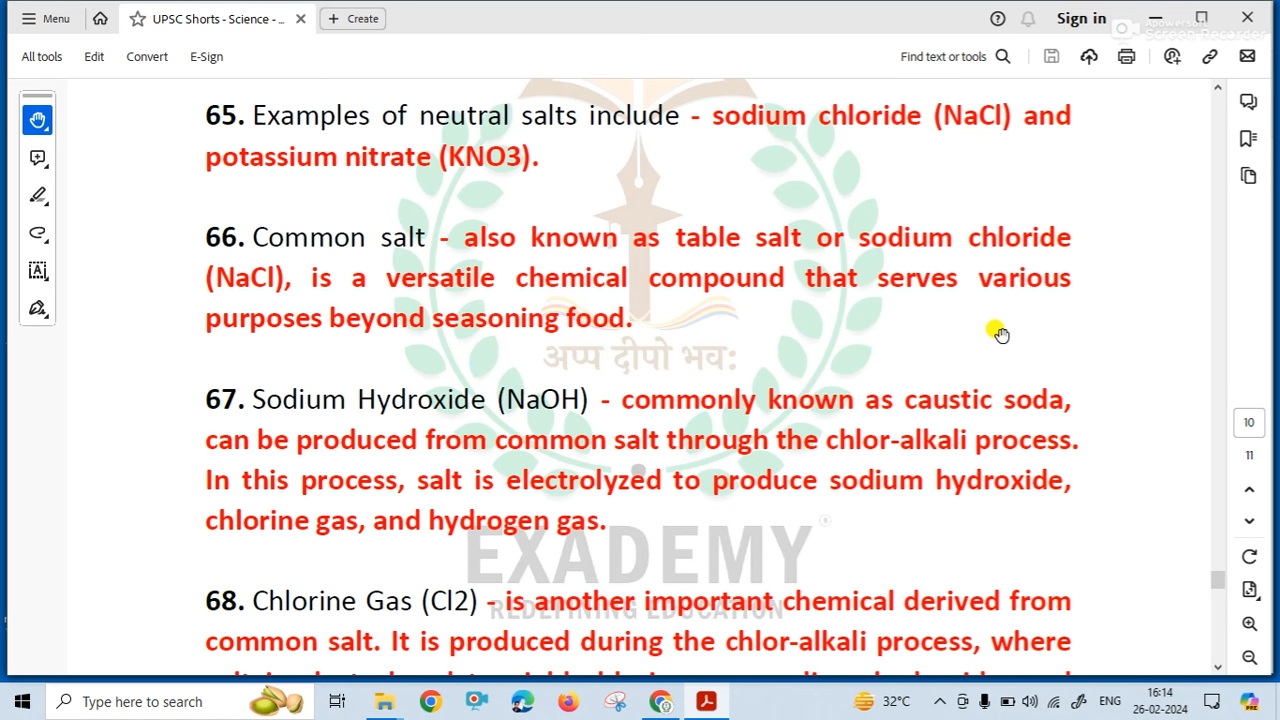 Menu
UPSC Shorts - Science - ...
Create
Sign in
Apowersoft
Screen Recorder
All tools Edit Convert E-Sign
Find text or tools
65. Examples of neutral salts include - sodium chloride (NaCl) and
potassium nitrate (KNO3).
66. Common salt - also known as table salt or sodium chloride
(NaCl), is a versatile chemical compound that serves various
purposes beyond seasoning food.
अप्प दीपो भव:
67. Sodium Hydroxide (NaOH) - commonly known as caustic soda,
can be produced from common salt through the chlor-alkali process.
In this process, salt is electrolyzed to produce sodium hydroxide,
chlorine gas, and hydrogen gas.
EXADEMY®
REDEFINING EDUCATION
68. Chlorine Gas (Cl2) - is another important chemical derived from
common salt. It is produced during the chlor-alkali process, where
10
11
Type here to search
32°C
ENG
16:14
26-02-2024